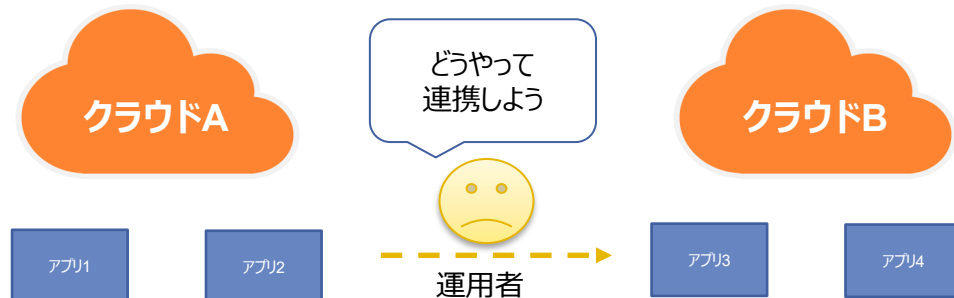 クラウドA
どうやって
連携しよう
クラウドB
アプリ1
アプリ2
運用者
アプリ3
アプリ4